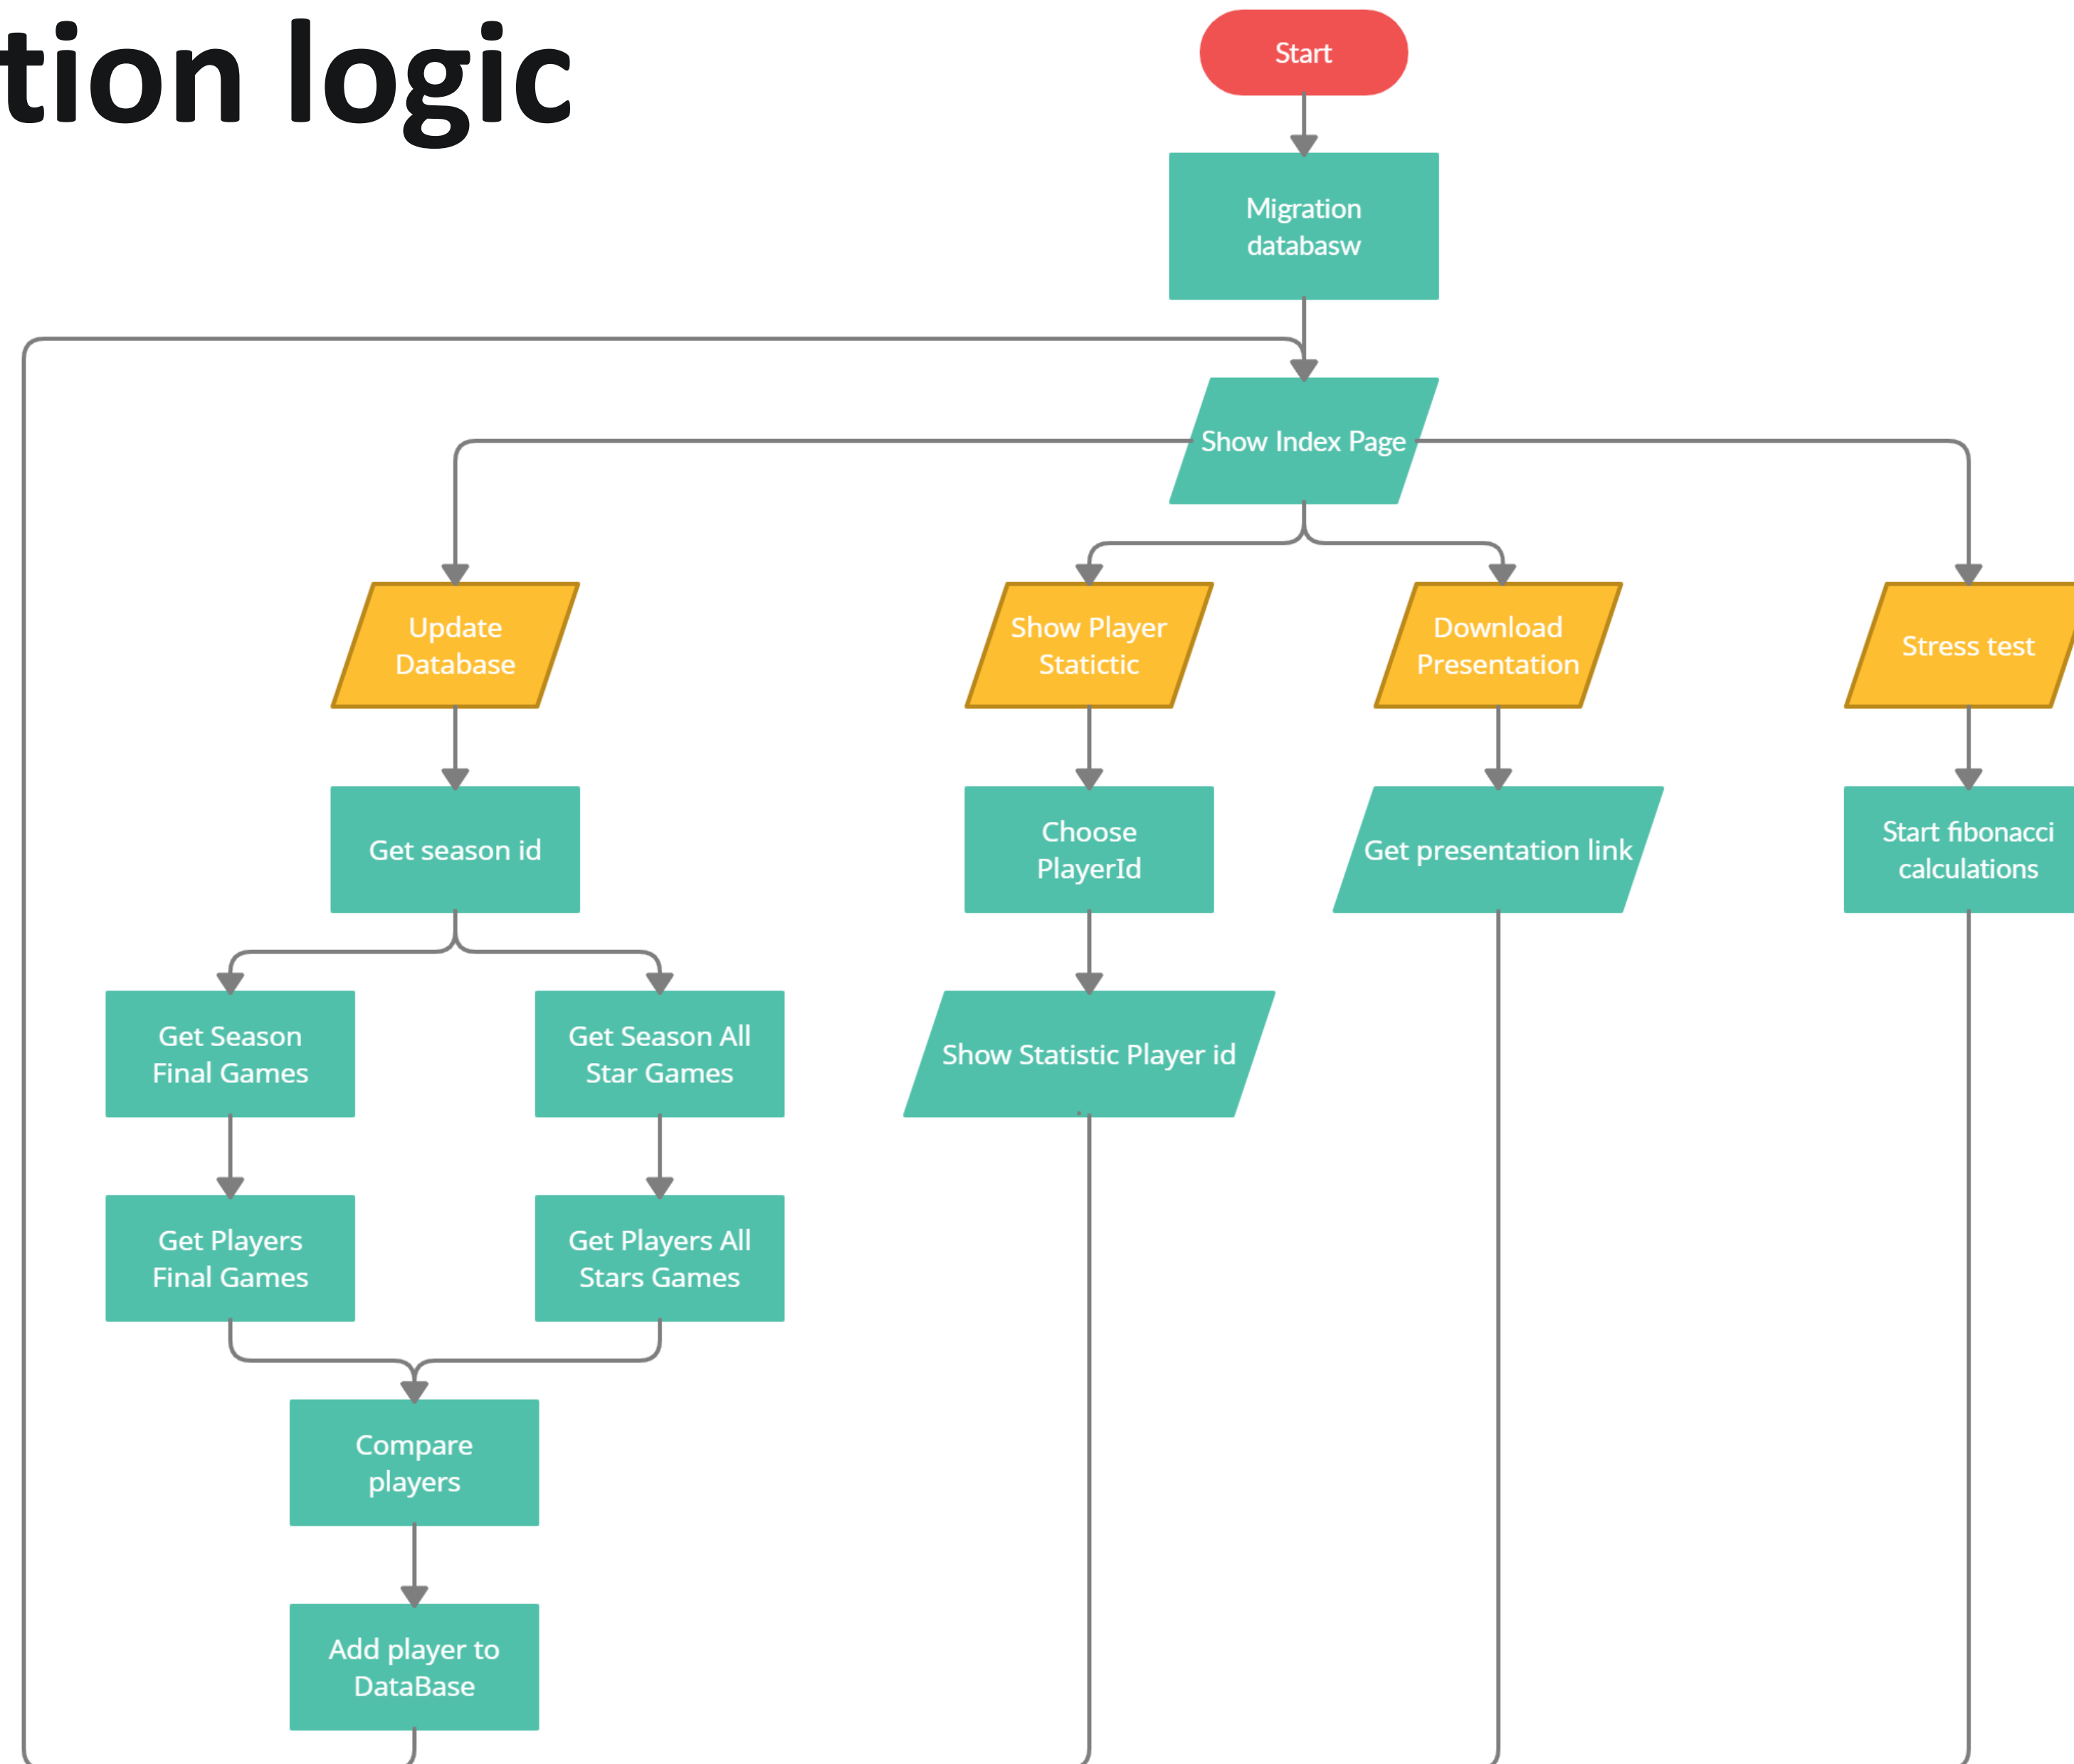 tion logic
Start
Migration
databasw
Show Index Page
Update
Database
Show Player
Statictic
Download
Presentation
Stress test
Get season id
Choose
PlayerId
Get presentation link
Start fibonacci
calculations
Get Season
Final Games
Get Season All
Star Games
Show Statistic Player id
Get Players
Final Games
Get Players All
Stars Games
Compare
players
Add player to
DataBase